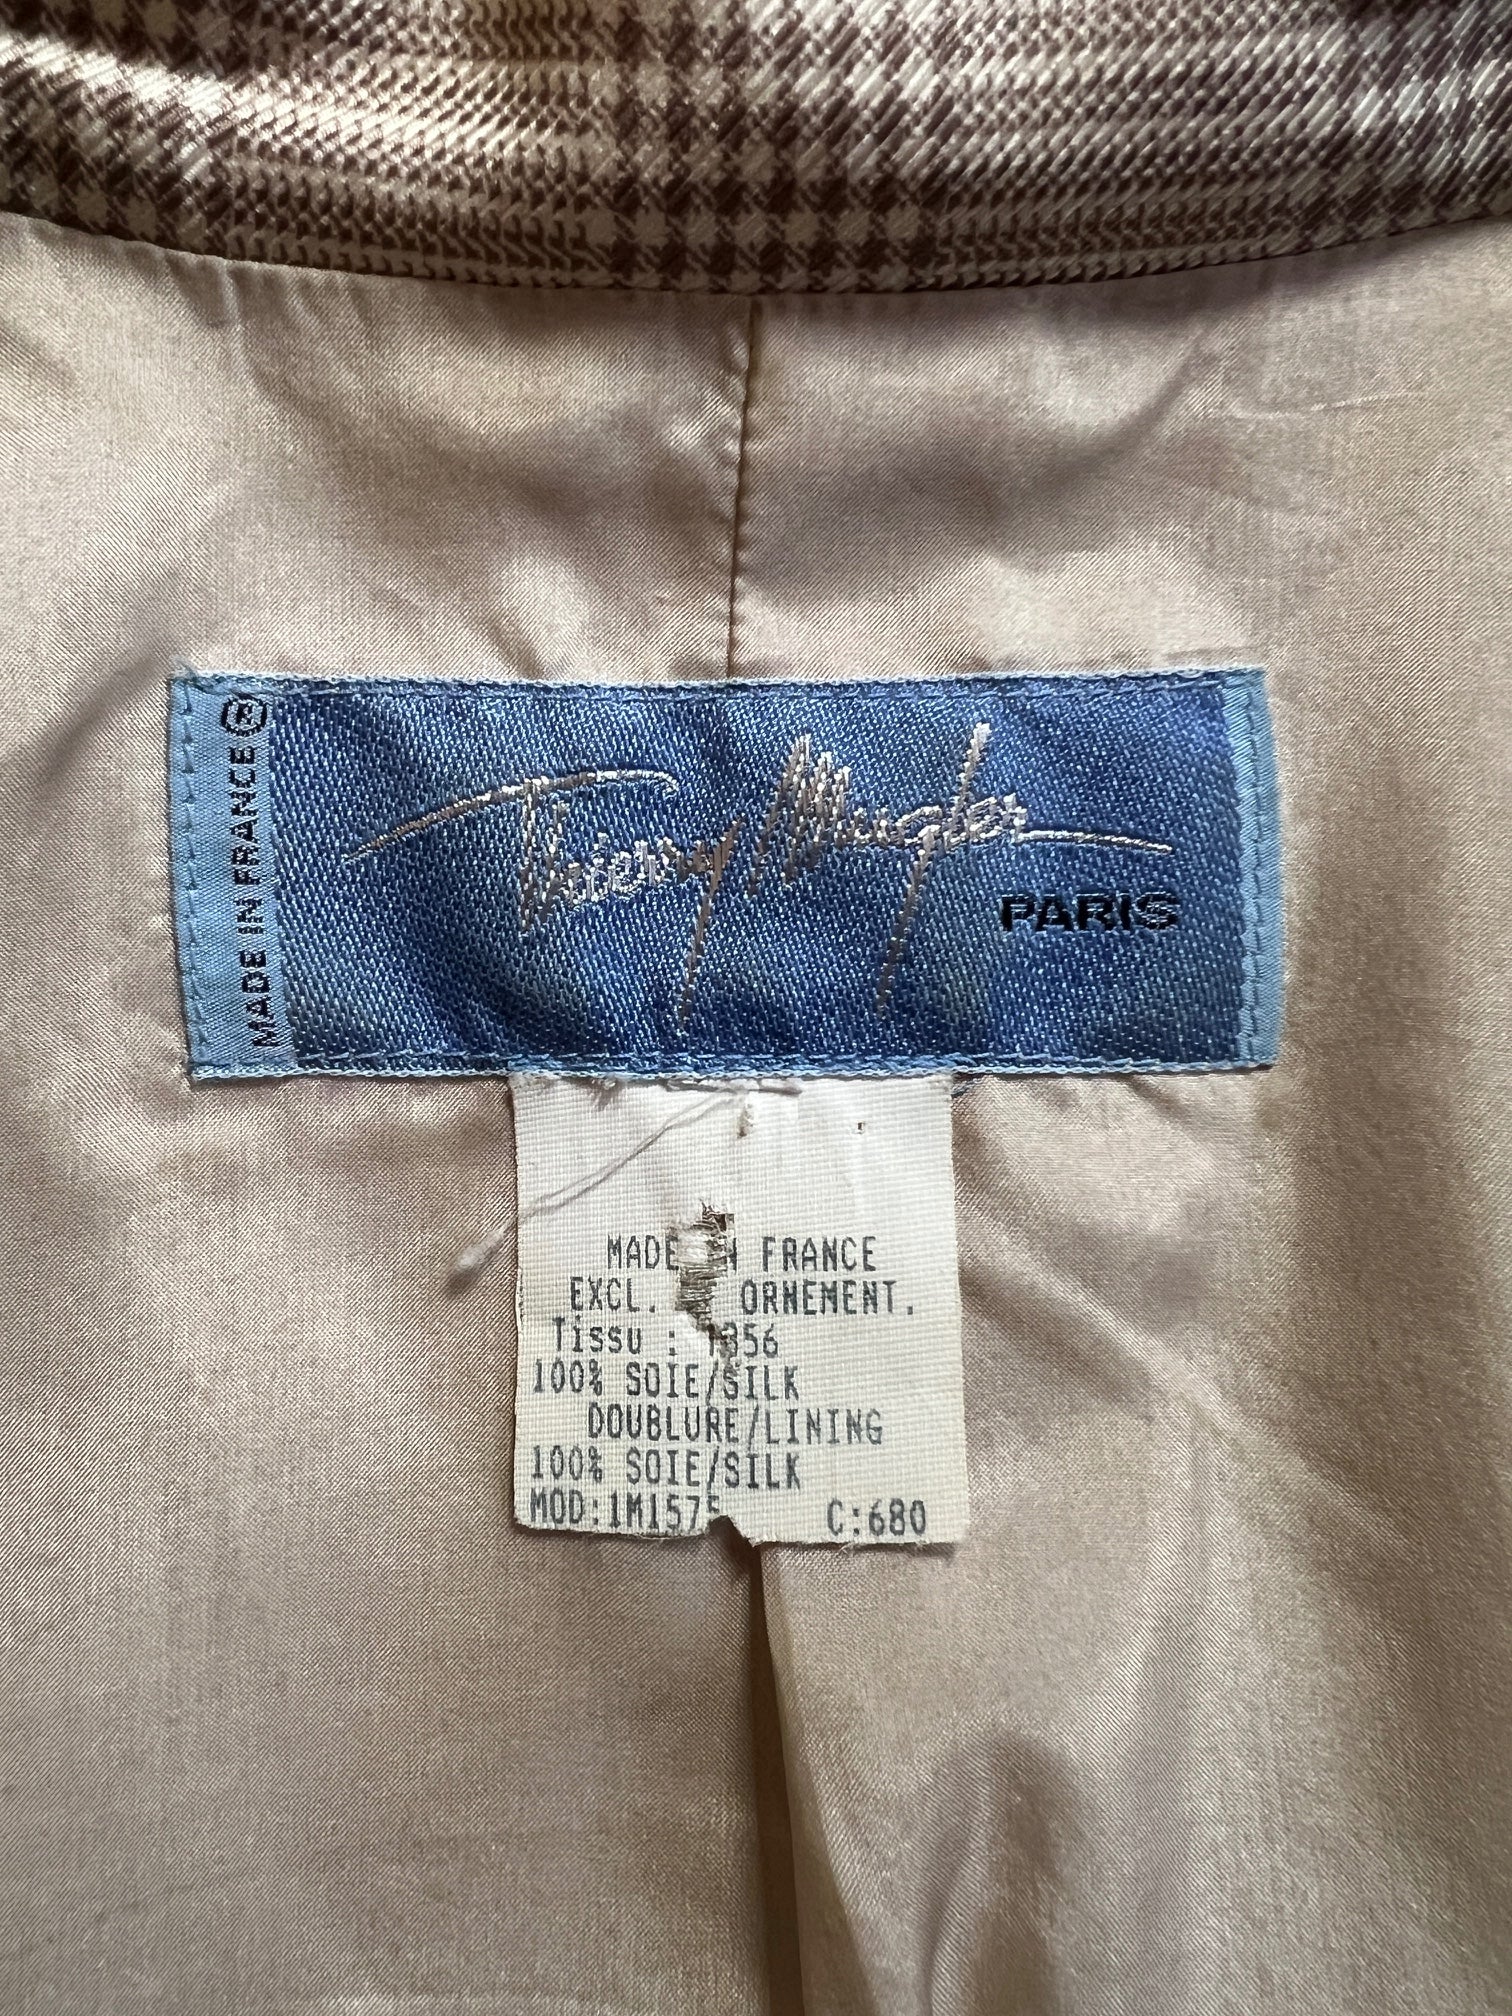 MADE IN FRANCE ®
Thierry Mugler
PARIS
MADE FRANCE
EXCL. ORNEMENT.
Tissu :
100% SOIE/SILK
DOUBLURE/LINING
100% SOIE/SILK
MOD:1M1575 C:680